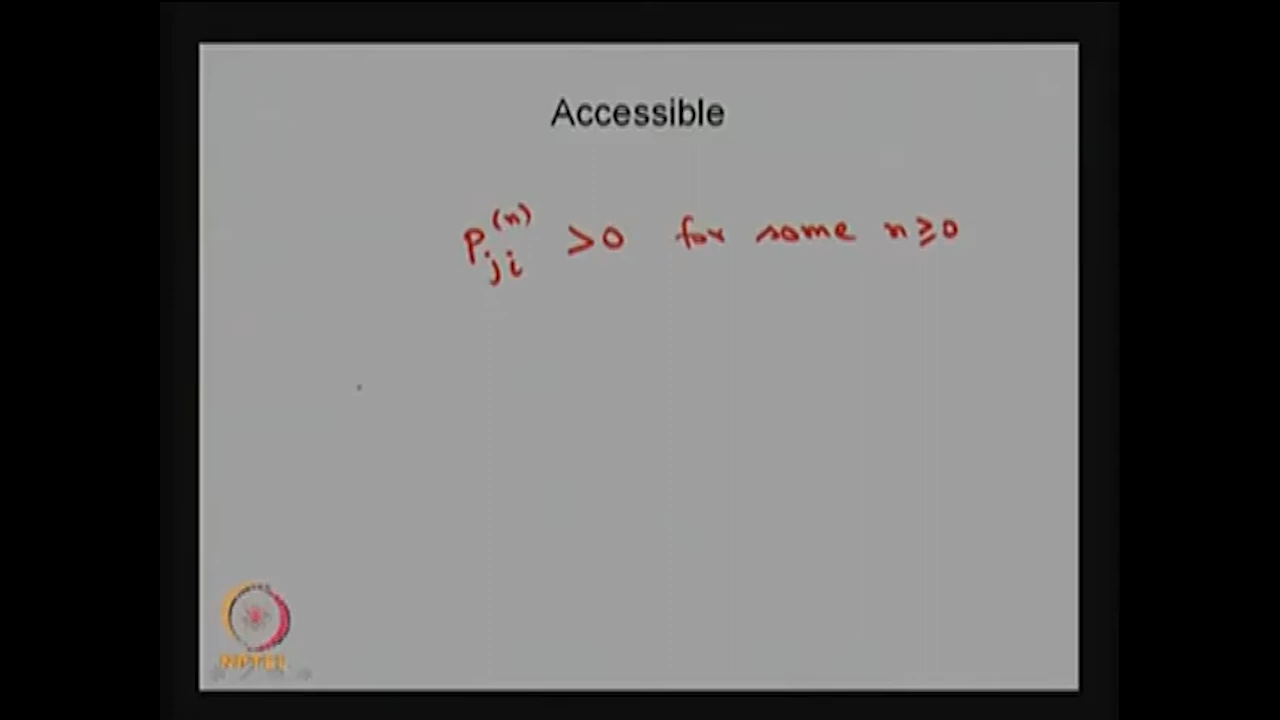 Accessible
P_{ji}^{(n)} > 0 for some n ≥ 0
NPTEL